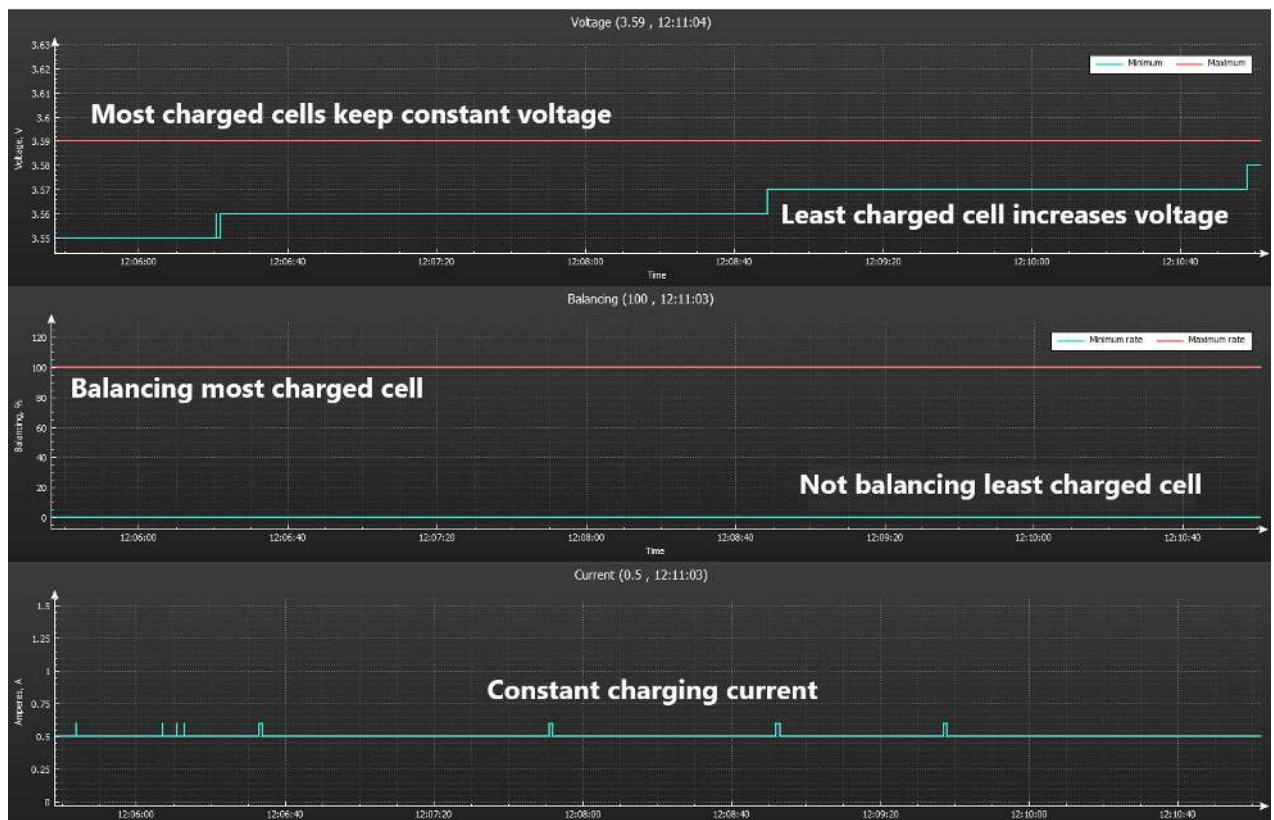 Voltage (3.59 , 12:11:04)
3.63
3.62
3.61
3.6
3.59
3.58
3.57
3.56
3.55
Voltage, V
Minimum Maximum
Most charged cells keep constant voltage
Least charged cell increases voltage
12:06:00 12:06:40 12:07:20 12:08:00 12:08:40 12:09:20 12:10:00 12:10:40
Time
Balancing (100 , 12:11:03)
120
100
80
60
40
20
0
Balancing, %
Minimum rate Maximum rate
Balancing most charged cell
Not balancing least charged cell
12:06:00 12:06:40 12:07:20 12:08:00 12:08:40 12:09:20 12:10:00 12:10:40
Time
Current (0.5 , 12:11:03)
1.5
1.25
1
0.75
0.5
0.25
0
Amperes, A
Constant charging current
12:06:00 12:06:40 12:07:20 12:08:00 12:08:40 12:09:20 12:10:00 12:10:40